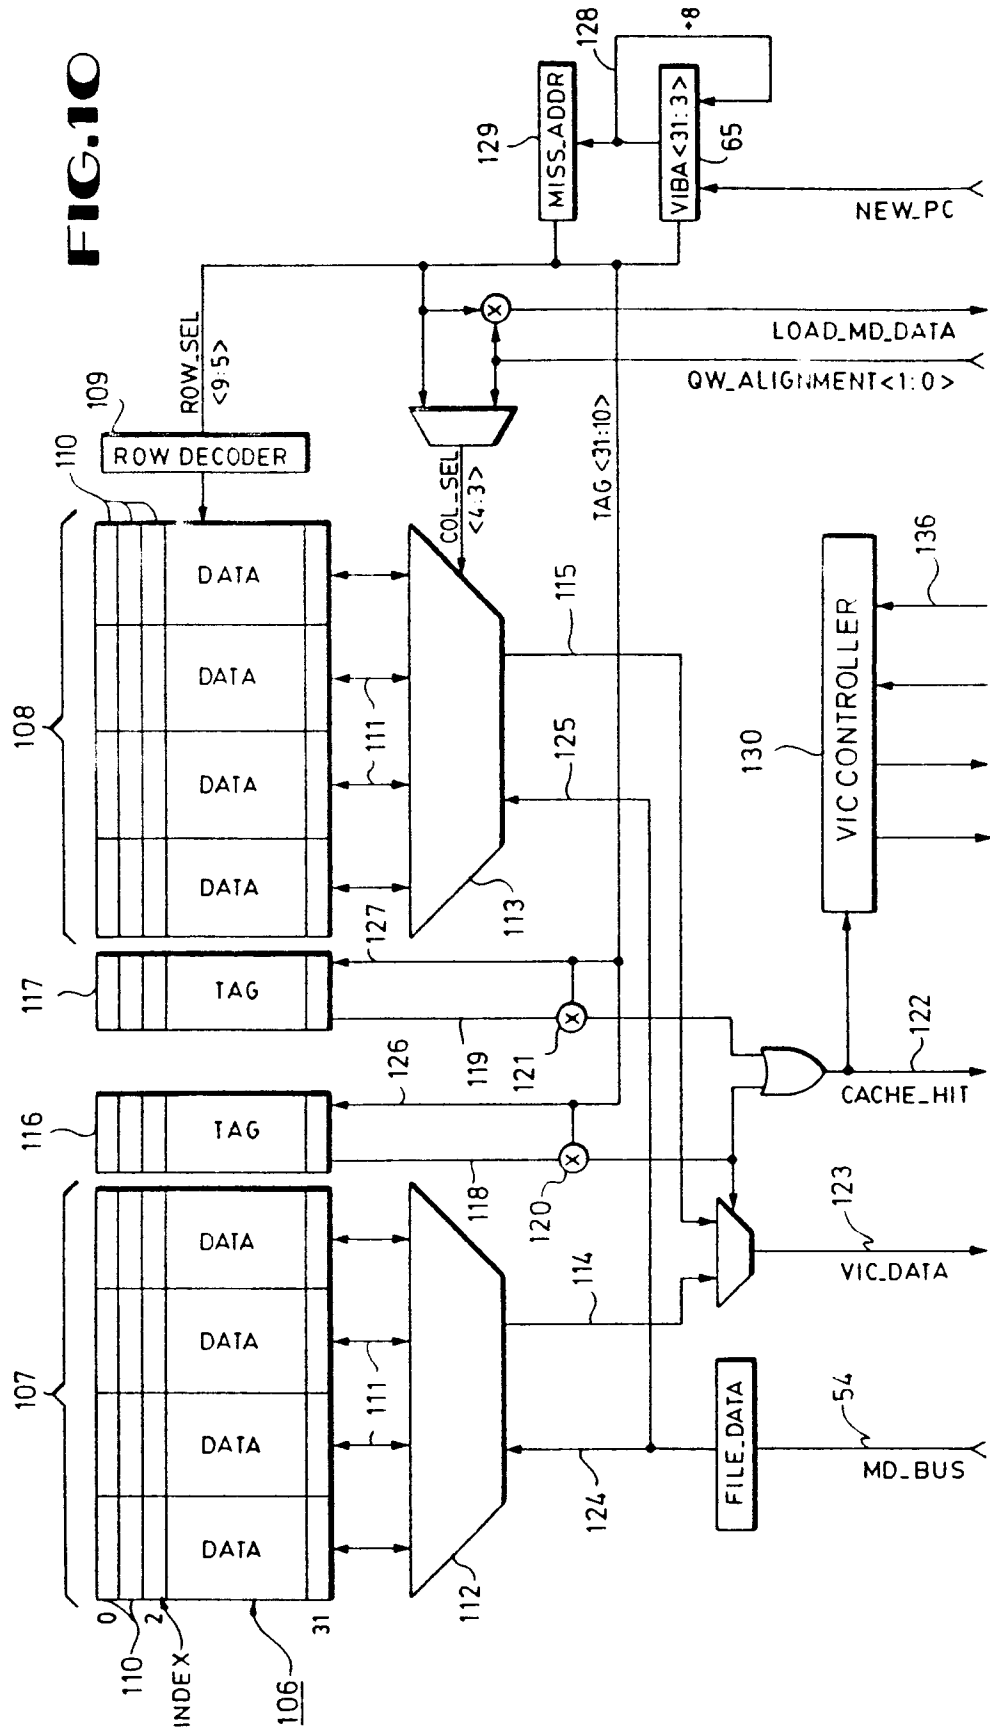 FIG.10
108
107
117
116
110
109
0
110
2
INDEX
106
31
DATA
DATA
DATA
DATA
TAG
TAG
DATA
DATA
DATA
DATA
ROW DECODER
ROW_SEL
<9:5>
111
111
118
126
119
127
112
113
COL_SEL
<4:3>
129
MISS_ADDR
128
+8
VIBA<31:3>
65
NEW_PC
LOAD_MD_DATA
QW_ALIGNMENT<1:0>
TAG<31:10>
X
X
X
120
121
124
114
125
115
FILE_DATA
54
MD_BUS
123
VIC_DATA
122
CACHE_HIT
130
VIC CONTROLLER
136